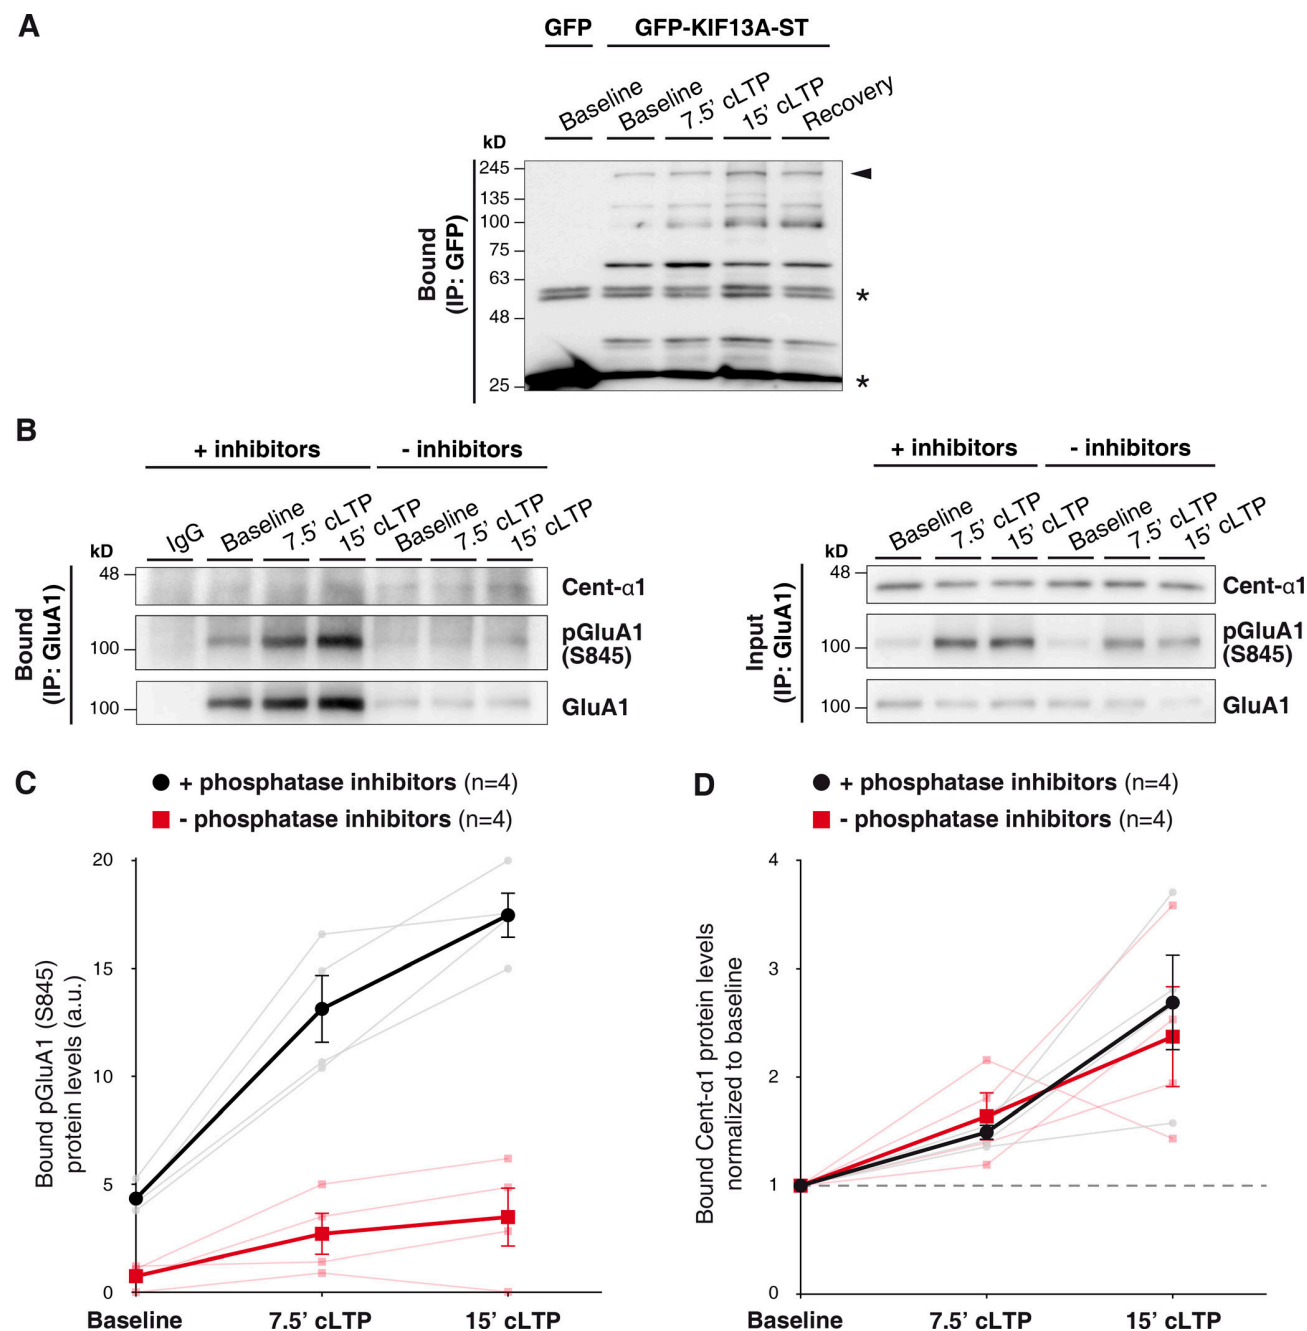 A
GFP GFP-KIF13A-ST
Baseline Baseline 7.5' cLTP 15' cLTP Recovery
kD
245
135
100
75
63
48
25
Bound
(IP: GFP)
*
*
B
+ inhibitors - inhibitors
IgG Baseline 7.5' cLTP 15' cLTP Baseline 7.5' cLTP 15' cLTP
kD
48
100
100
Bound
(IP: GluA1)
Cent-α1
pGluA1
(S845)
GluA1
+ inhibitors - inhibitors
Baseline 7.5' cLTP 15' cLTP Baseline 7.5' cLTP 15' cLTP
kD
48
100
100
Input
(IP: GluA1)
Cent-α1
pGluA1
(S845)
GluA1
C
+ phosphatase inhibitors (n=4)
- phosphatase inhibitors (n=4)
20
15
10
5
0
Bound pGluA1 (S845)
protein levels (a.u.)
Baseline 7.5' cLTP 15' cLTP
D
+ phosphatase inhibitors (n=4)
- phosphatase inhibitors (n=4)
4
3
2
1
0
Bound Cent-α1 protein levels
normalized to baseline
Baseline 7.5' cLTP 15' cLTP